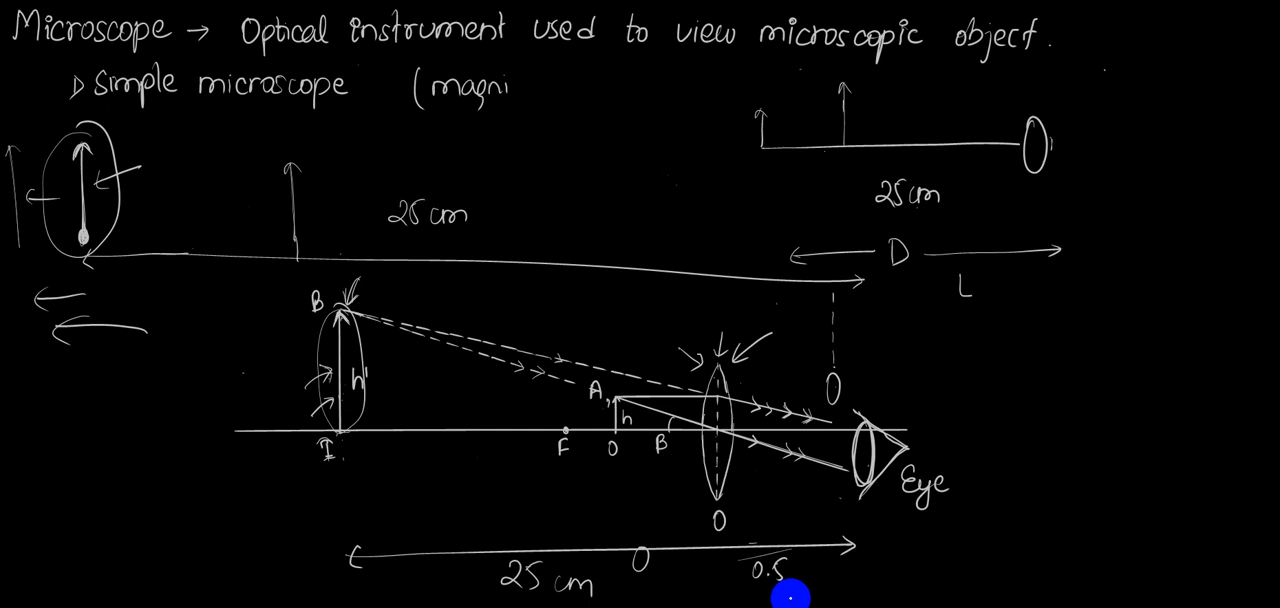 Microscope → Optical instrument used to view microscopic object.
▷ Simple microscope (magni
25 cm
25 cm
D
L
B
h'
A,
h
F
O
β
I.
O
Eye
O
25 cm
0.5